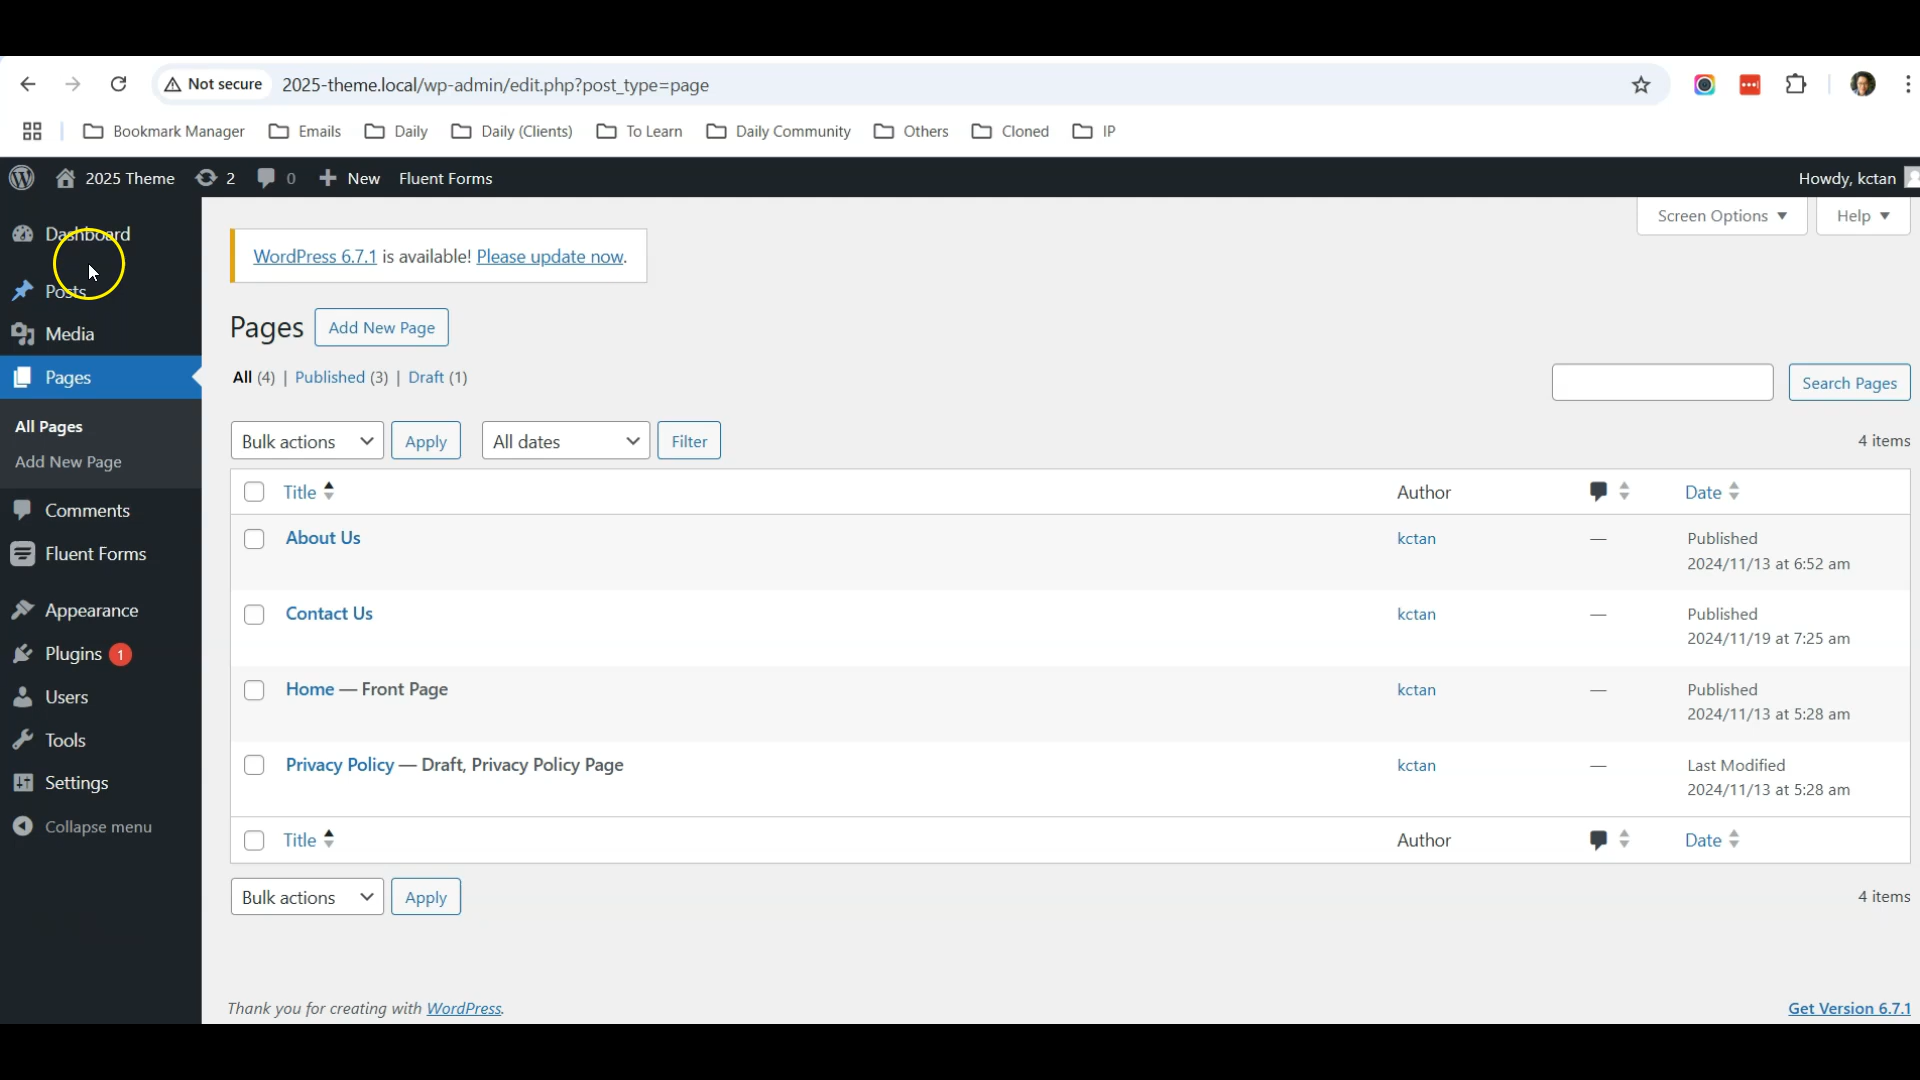 Not secure 2025-theme.local/wp-admin/edit.php?post_type=page
Bookmark Manager Emails Daily Daily (Clients) To Learn Daily Community Others Cloned IP
2025 Theme 2 0 New Fluent Forms Howdy, kctan
Screen Options Help
Dashboard
Posts
Media
Pages
All Pages
Add New Page
Comments
Fluent Forms
Appearance
Plugins 1
Users
Tools
Settings
Collapse menu
WordPress 6.7.1 is available! Please update now.
Pages Add New Page
All (4) | Published (3) | Draft (1)
Search Pages
Bulk actions Apply All dates Filter 4 items
Title Author Date
About Us kctan — Published
2024/11/13 at 6:52 am
Contact Us kctan — Published
2024/11/19 at 7:25 am
Home — Front Page kctan — Published
2024/11/13 at 5:28 am
Privacy Policy — Draft, Privacy Policy Page kctan — Last Modified
2024/11/13 at 5:28 am
Title Author Date
Bulk actions Apply 4 items
Thank you for creating with WordPress. Get Version 6.7.1